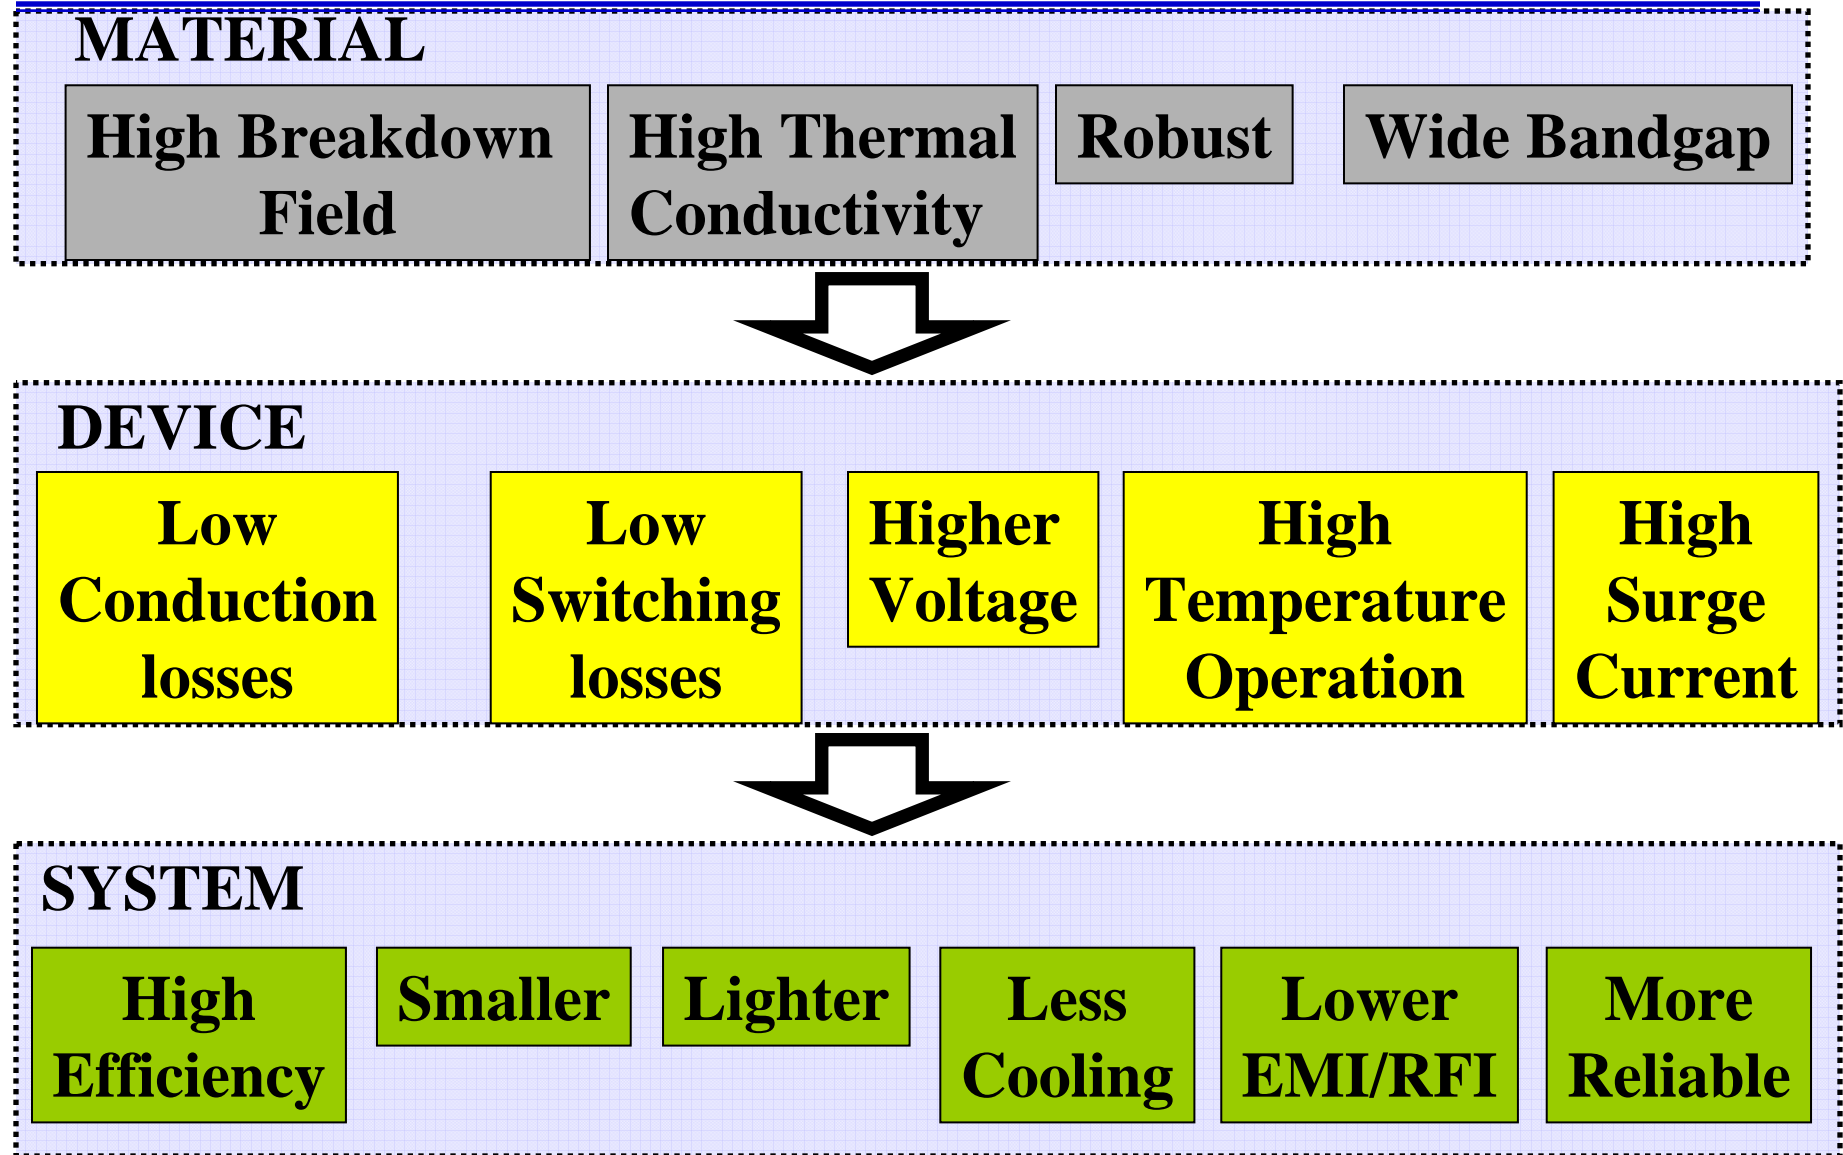 MATERIAL
High Breakdown
Field
High Thermal
Conductivity
Robust
Wide Bandgap
DEVICE
Low
Conduction
losses
Low
Switching
losses
Higher
Voltage
High
Temperature
Operation
High
Surge
Current
SYSTEM
High
Efficiency
Smaller
Lighter
Less
Cooling
Lower
EMI/RFI
More
Reliable